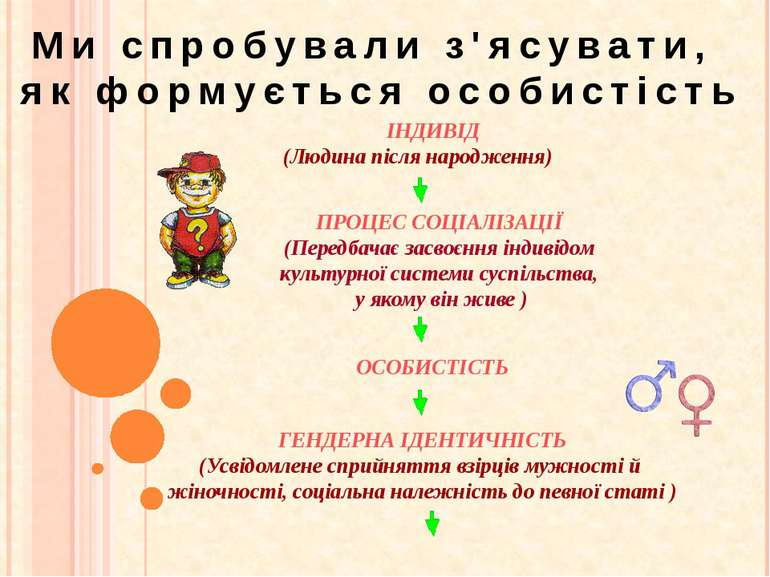 Ми спробували з'ясувати,
як формується особистість
ІНДИВІД
(Людина після народження)
ПРОЦЕС СОЦІАЛІЗАЦІЇ
(Передбачає засвоєння індивідом
культурної системи суспільства,
у якому він живе )
?
ОСОБИСТІСТЬ
ГЕНДЕРНА ІДЕНТИЧНІСТЬ
(Усвідомлене сприйняття взірців мужності й
жіночності, соціальна належність до певної статі )